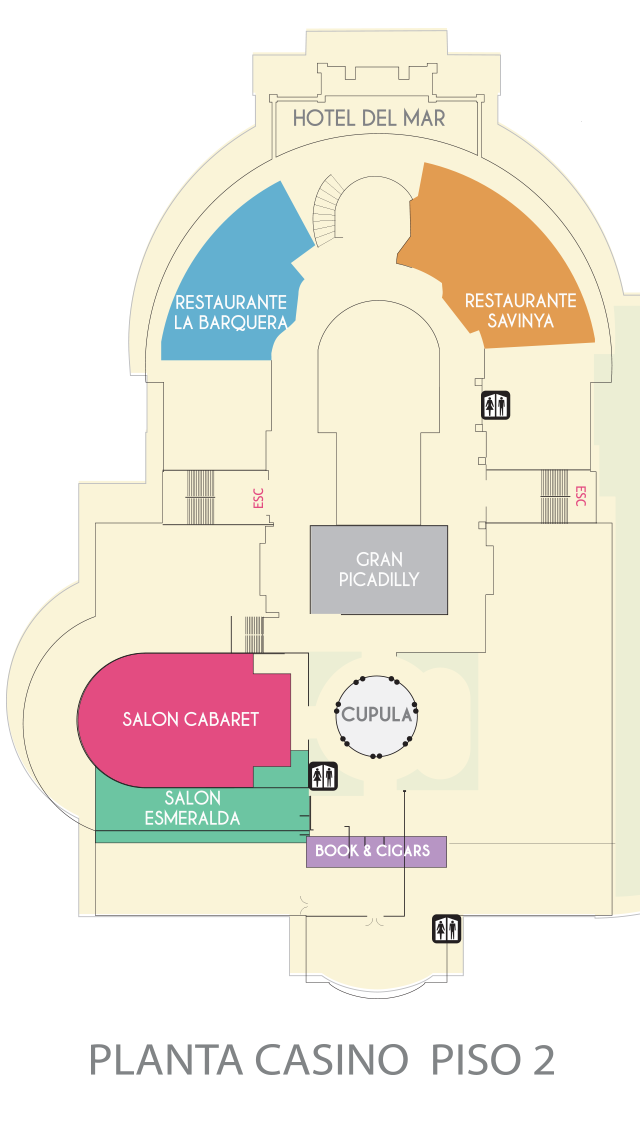 HOTEL DEL MAR
RESTAURANTE
LA BARQUERA
RESTAURANTE
SAVINYA
ESC
ESC
GRAN
PICADILLY
SALON CABARET
CUPULA
SALON
ESMERALDA
BOOK & CIGARS
PLANTA CASINO PISO 2